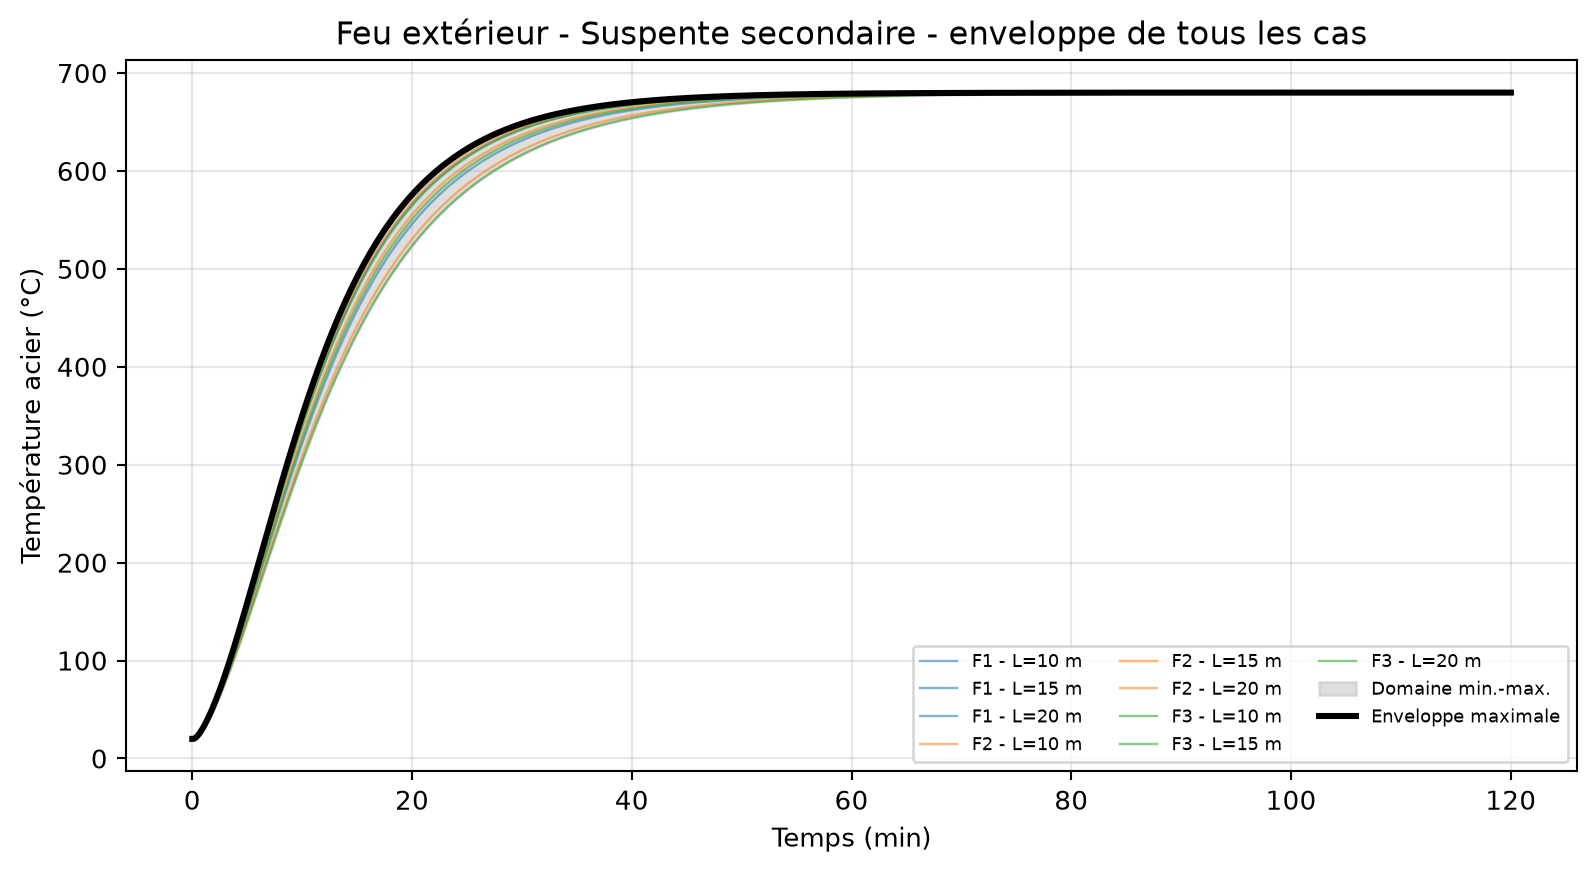 Feu extérieur - Suspente secondaire - enveloppe de tous les cas
700
600
500
400
300
200
100
0
Température acier (°C)
0 20 40 60 80 100 120
Temps (min)
F1 - L=10 m
F1 - L=15 m
F1 - L=20 m
F2 - L=10 m
F2 - L=15 m
F2 - L=20 m
F3 - L=10 m
F3 - L=15 m
F3 - L=20 m
Domaine min.-max.
Enveloppe maximale